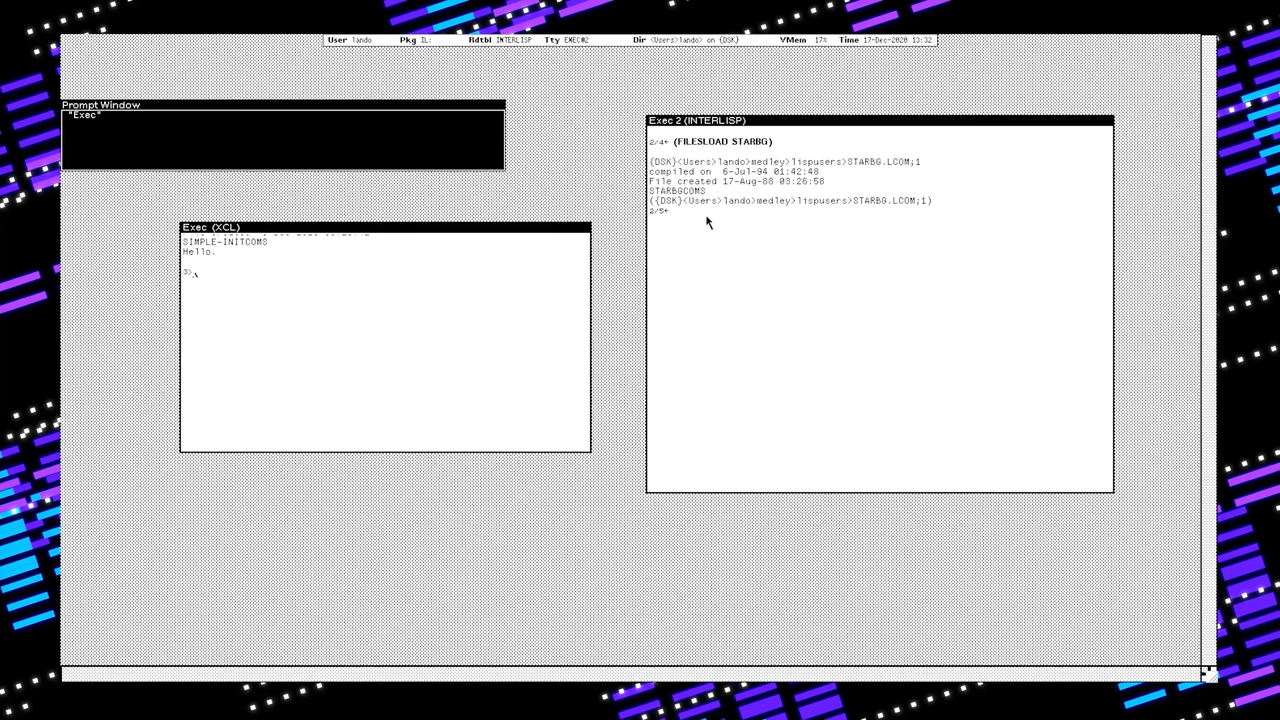 User lando Pkg IL: Rdtbl INTERLISP Tty EXEC#2 Dir <Users>lando> on {DSK} VMem 17% Time 17-Dec-2020 13:32
Prompt Window
"Exec"
Exec 2 (INTERLISP)
2/4← (FILESLOAD STARBG)
{DSK}<Users>lando>medley>lispusers>STARBG.LCOM;1
compiled on 6-Jul-94 01:42:48
File created 17-Aug-88 03:26:58
STARBGCOMS
({DSK}<Users>lando>medley>lispusers>STARBG.LCOM;1)
2/5←
Exec (XCL)
SIMPLE-INITCOMS
Hello.
3>